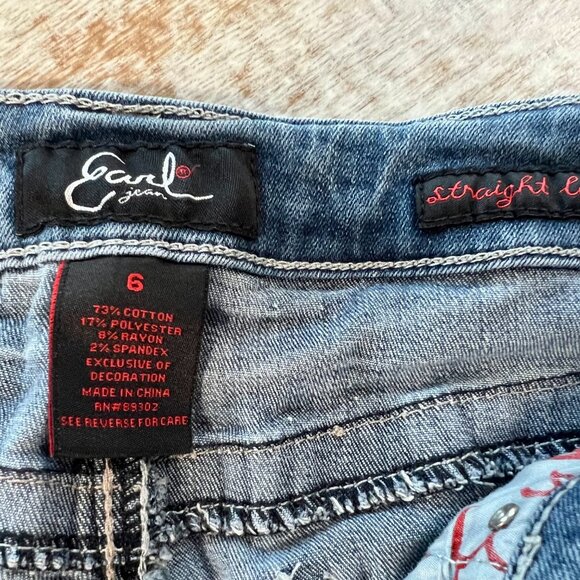 Earl®
jean
straight
6
73% COTTON
17% POLYESTER
8% RAYON
2% SPANDEX
EXCLUSIVE OF
DECORATION
MADE IN CHINA
RN#89302
SEE REVERSE FOR CARE